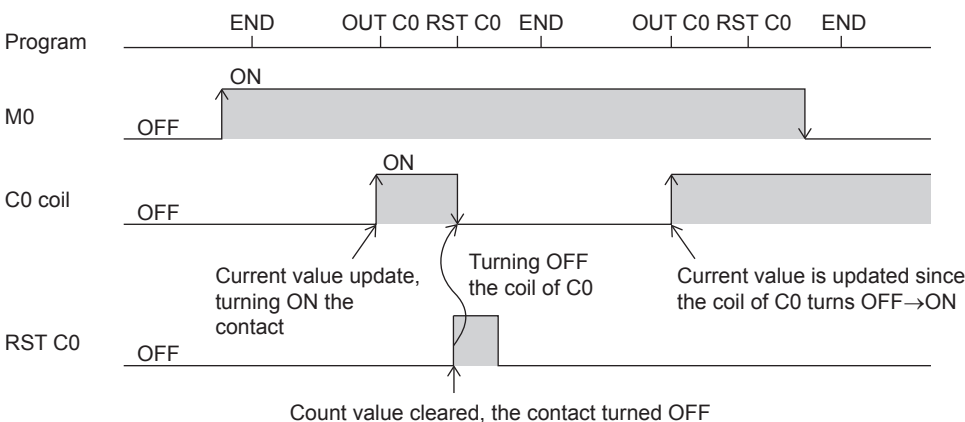 END OUT C0 RST C0 END OUT C0 RST C0 END
Program
ON
M0
OFF
ON
C0 coil
OFF
Current value update,
turning ON the
contact
Turning OFF
the coil of C0
Current value is updated since
the coil of C0 turns OFF→ON
RST C0
OFF
Count value cleared, the contact turned OFF